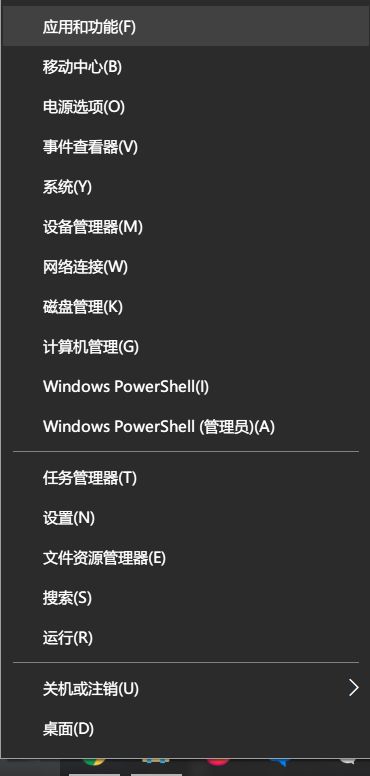 应用和功能(F)
移动中心(B)
电源选项(O)
事件查看器(V)
系统(Y)
设备管理器(M)
网络连接(W)
磁盘管理(K)
计算机管理(G)
Windows PowerShell(I)
Windows PowerShell (管理员)(A)
任务管理器(T)
设置(N)
文件资源管理器(E)
搜索(S)
运行(R)
关机或注销(U)
桌面(D)